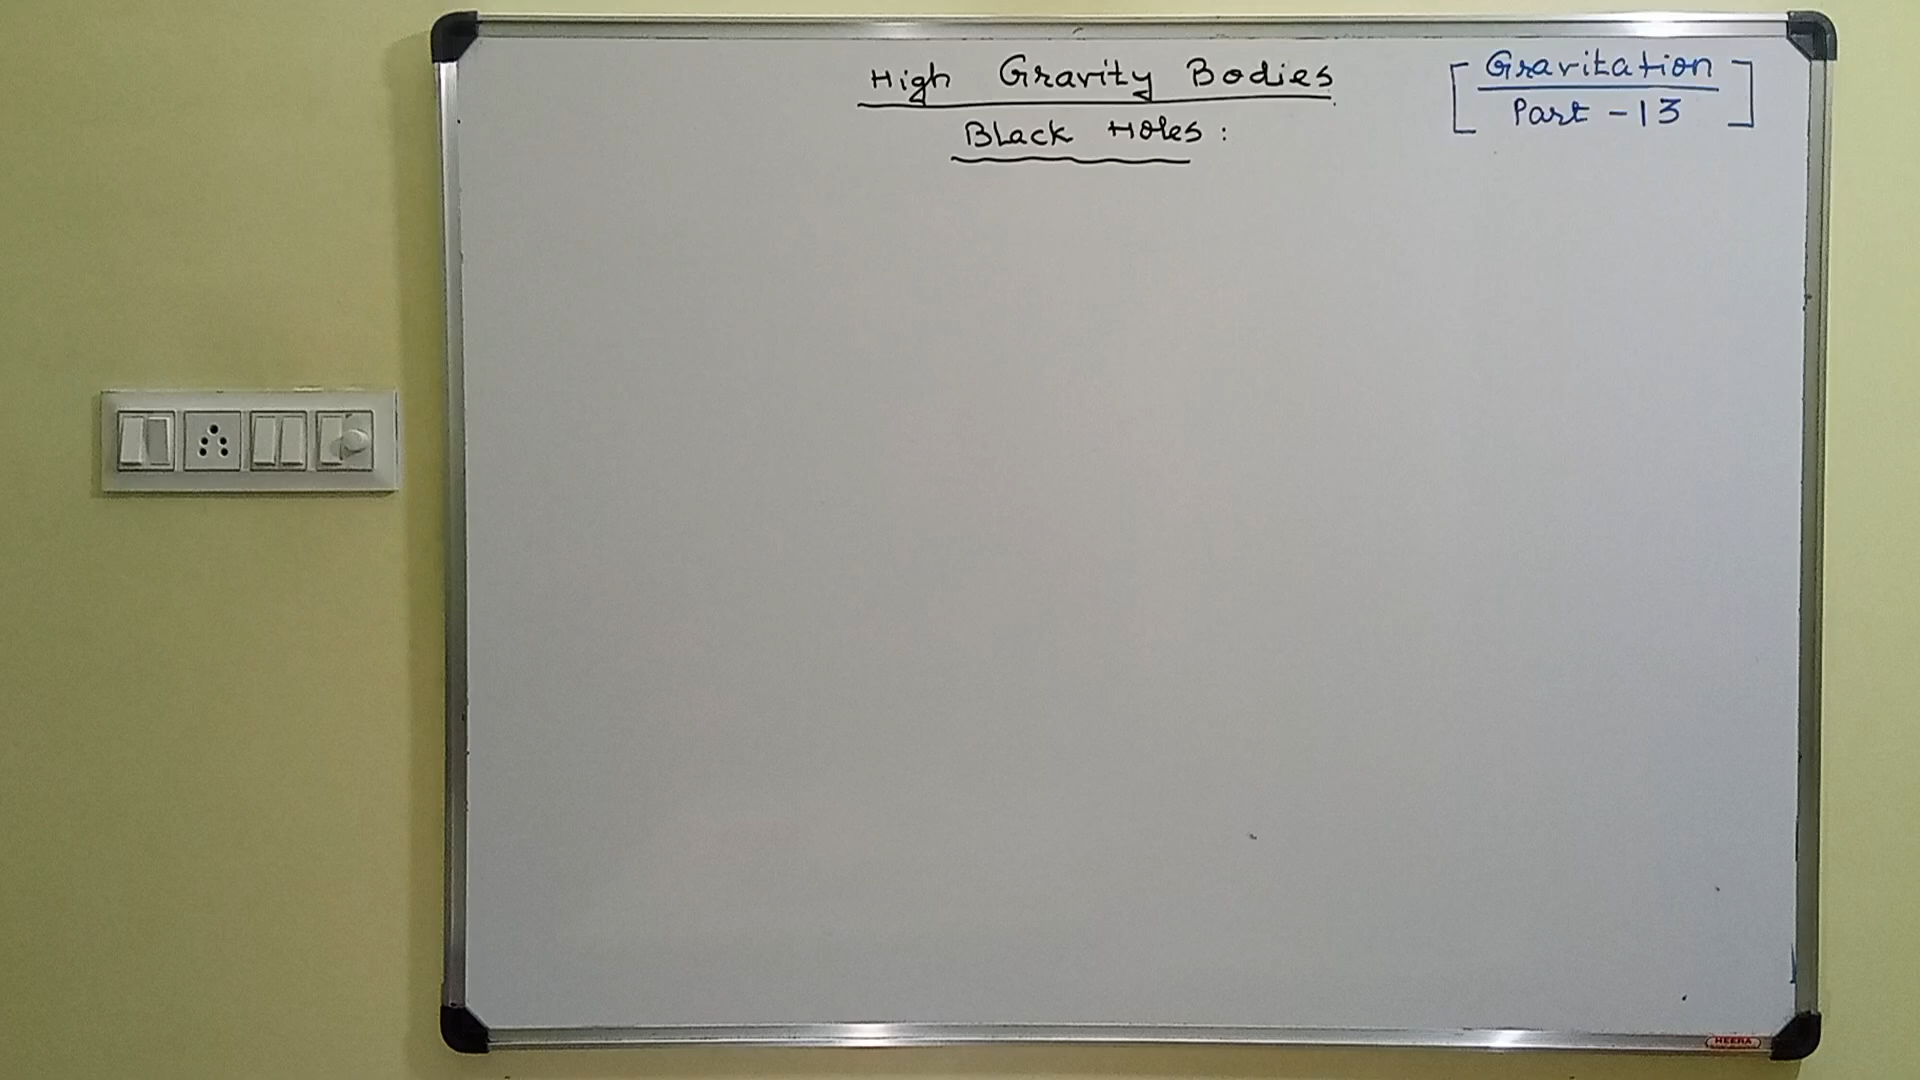 High Gravity Bodies
Black Holes :
[Gravitation
Part - 13]
HEERA